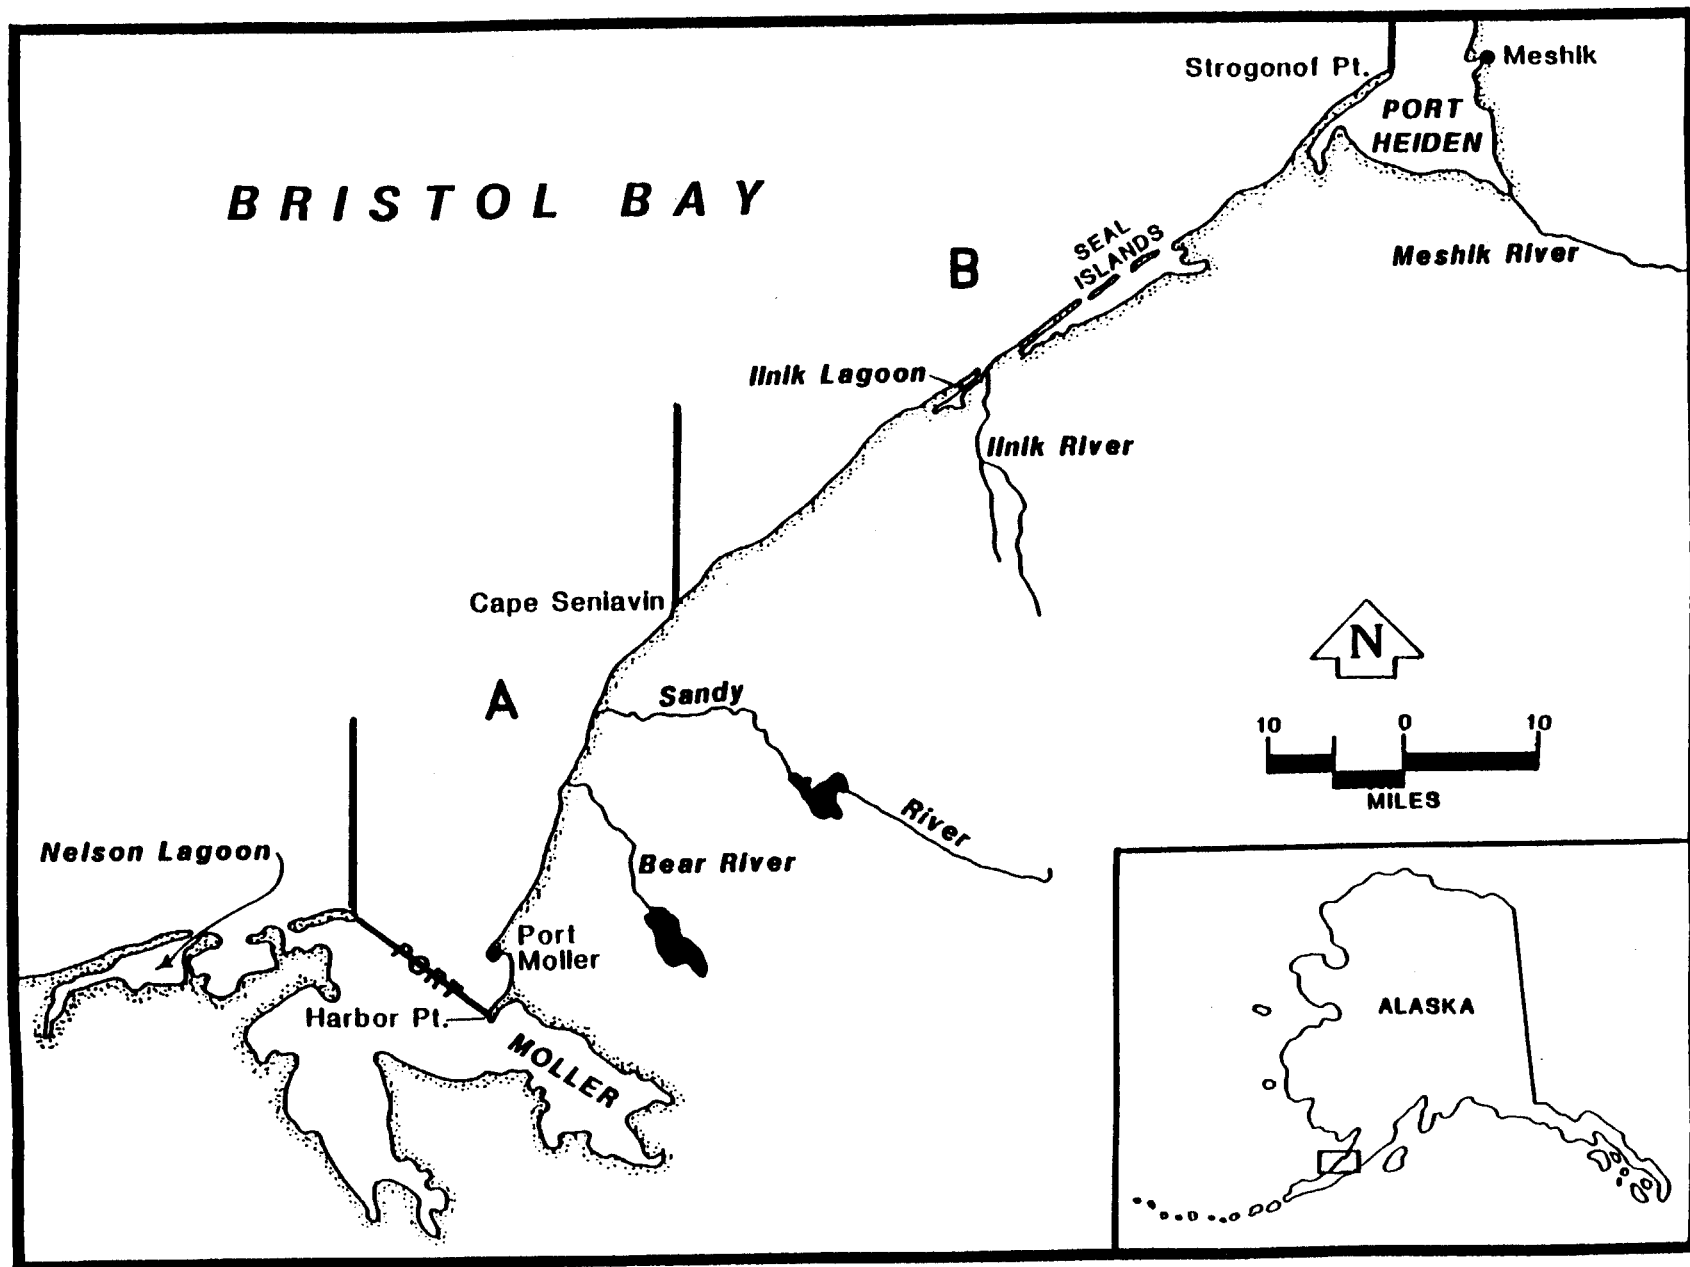 Strogonof Pt.
Meshik
PORT
HEIDEN
BRISTOL BAY
SEAL
ISLANDS
B
Meshik River
Ilnik Lagoon
Ilnik River
Cape Seniavin
N
A
Sandy
10 0 10
MILES
River
Nelson Lagoon
Bear River
Port
Moller
PORT
Harbor Pt.
MOLLER
ALASKA